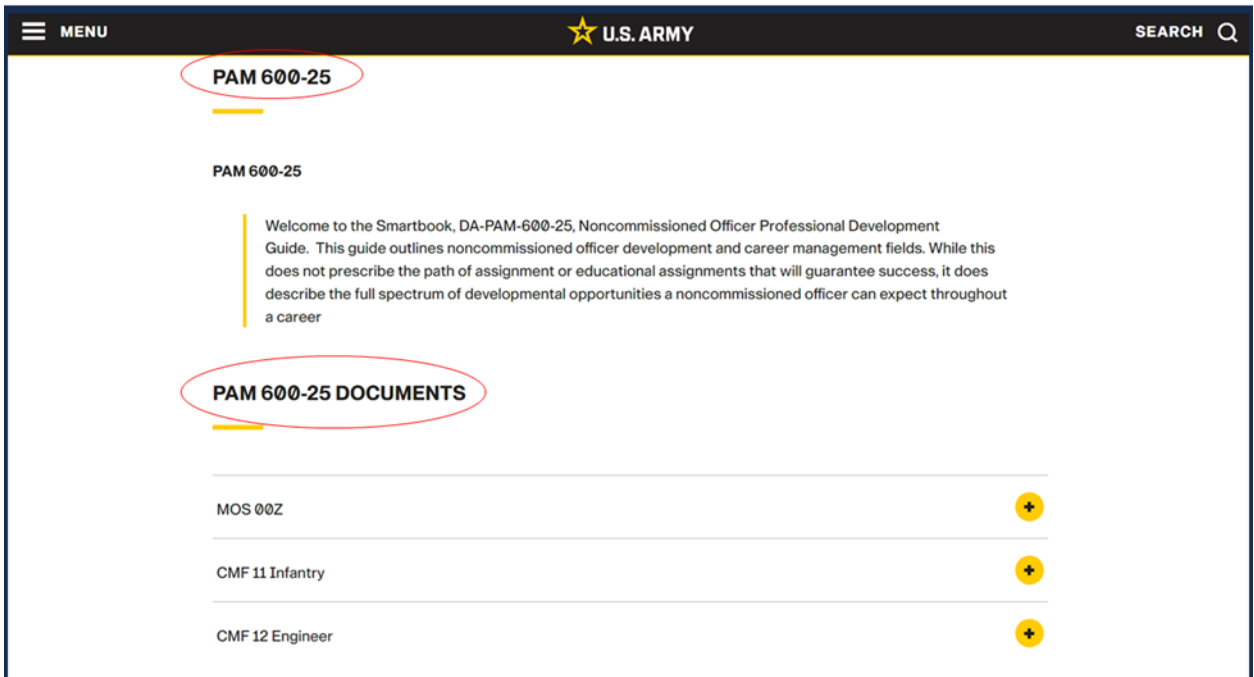 MENU
U.S. ARMY
SEARCH
PAM 600-25
PAM 600-25
Welcome to the Smartbook, DA-PAM-600-25, Noncommissioned Officer Professional Development
Guide. This guide outlines noncommissioned officer development and career management fields. While this
does not prescribe the path of assignment or educational assignments that will guarantee success, it does
describe the full spectrum of developmental opportunities a noncommissioned officer can expect throughout
a career
PAM 600-25 DOCUMENTS
MOS 00Z
CMF 11 Infantry
CMF 12 Engineer